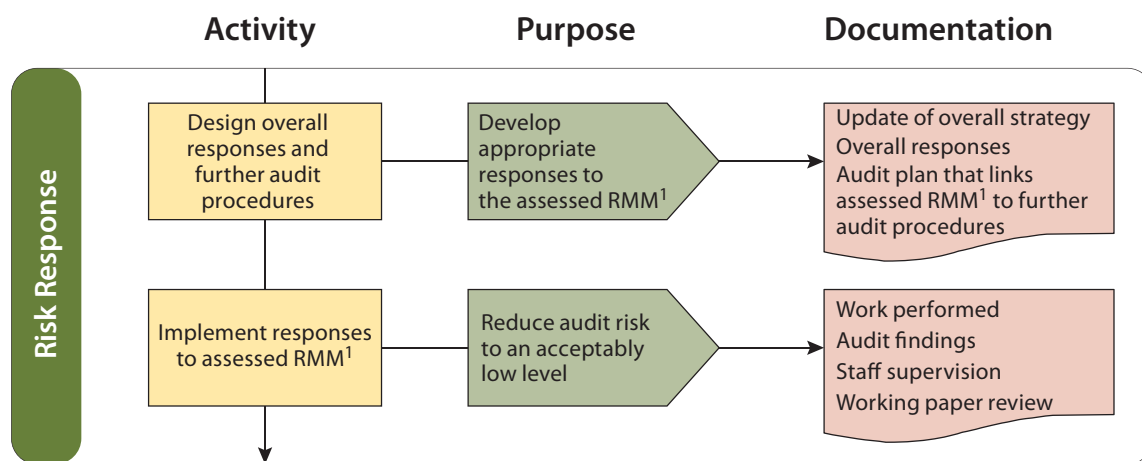 Activity
Purpose
Documentation
Risk Response
Design overall
responses and
further audit
procedures
Develop
appropriate
responses to
the assessed RMM¹
Update of overall strategy
Overall responses
Audit plan that links
assessed RMM¹ to further
audit procedures
Implement responses
to assessed RMM¹
Reduce audit risk
to an acceptably
low level
Work performed
Audit findings
Staff supervision
Working paper review